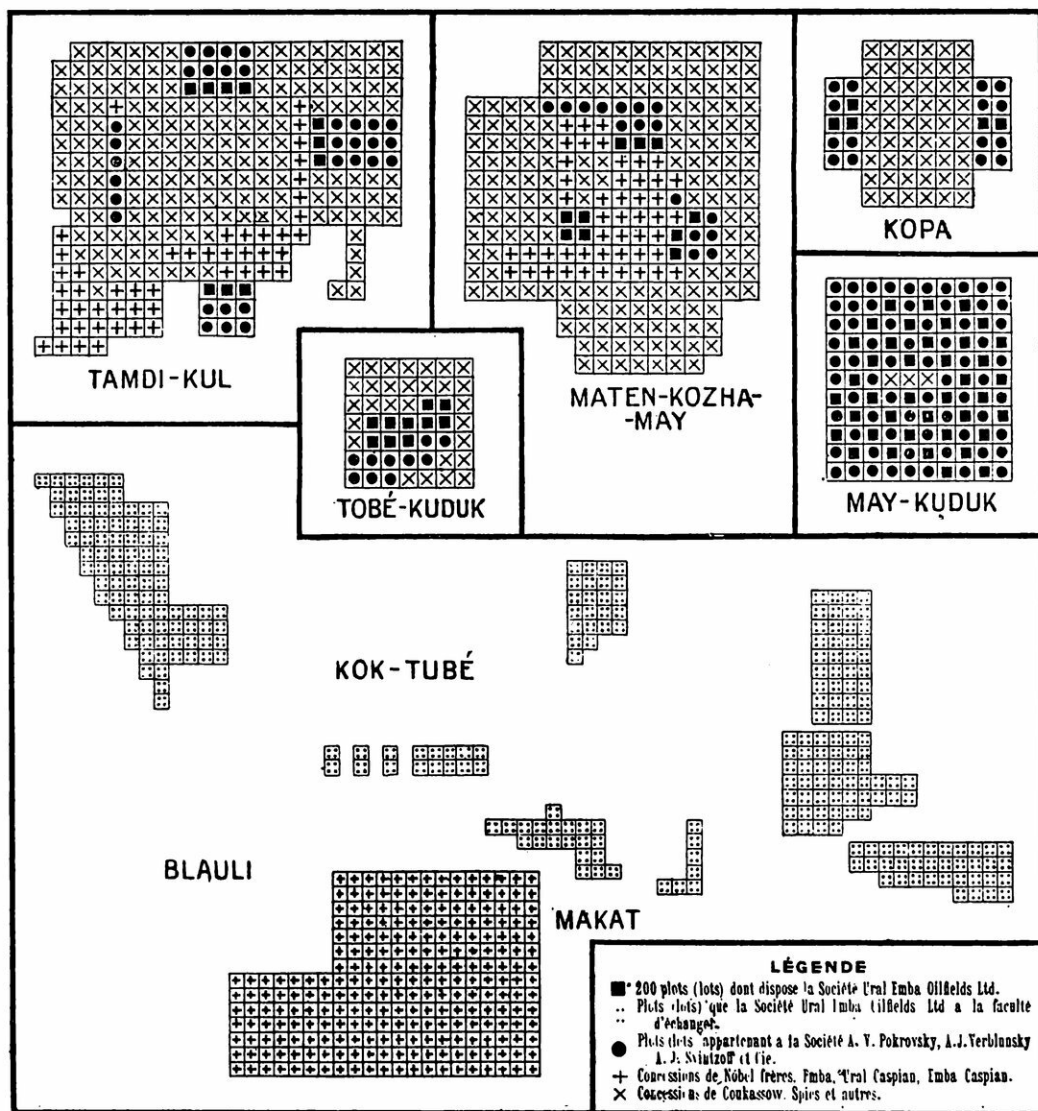 TAMDI-KUL
MATEN-KOZHA-
-MAY
KOPA
TOBÉ-KUDUK
MAY-KUDUK
KOK-TUBÉ
BLAULI
MAKAT
LÉGENDE
200 plots (lots) dont dispose la Société Ural Emba Oilfields Ltd.
Plots (lots) que la Société Ural Imba Oilfields Ltd a la faculté
d'échanger.
Plots (lots) appartenant a la Société A. V. Pokrovsky, A.J. Verblunsky
A. J. Svintzoff et Cie.
Concessions de Nobel frères, Emba, Ural Caspian, Emba Caspian.
Concessions de Coukassow, Spies et autres.